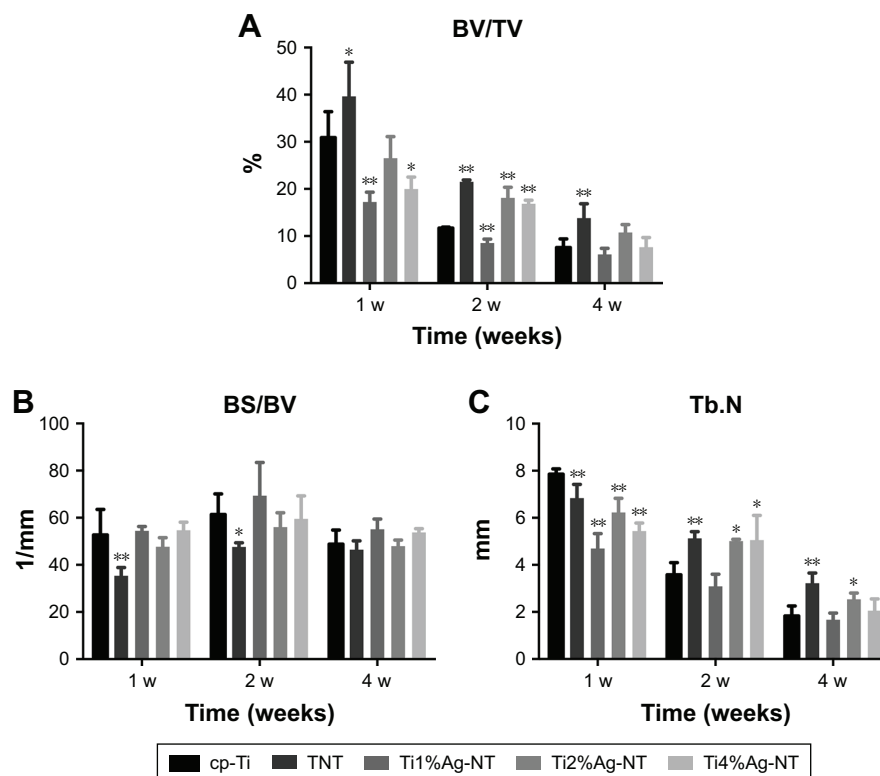 A
BV/TV
%
50
40
30
20
10
0
*
**
*
**
**
**
**
**
1 w
2 w
4 w
Time (weeks)
B
BS/BV
1/mm
100
80
60
40
20
0
**
*
1 w
2 w
4 w
Time (weeks)
C
Tb.N
mm
10
8
6
4
2
0
**
**
**
**
**
*
*
**
*
1 w
2 w
4 w
Time (weeks)
cp-Ti TNT Ti1%Ag-NT Ti2%Ag-NT Ti4%Ag-NT